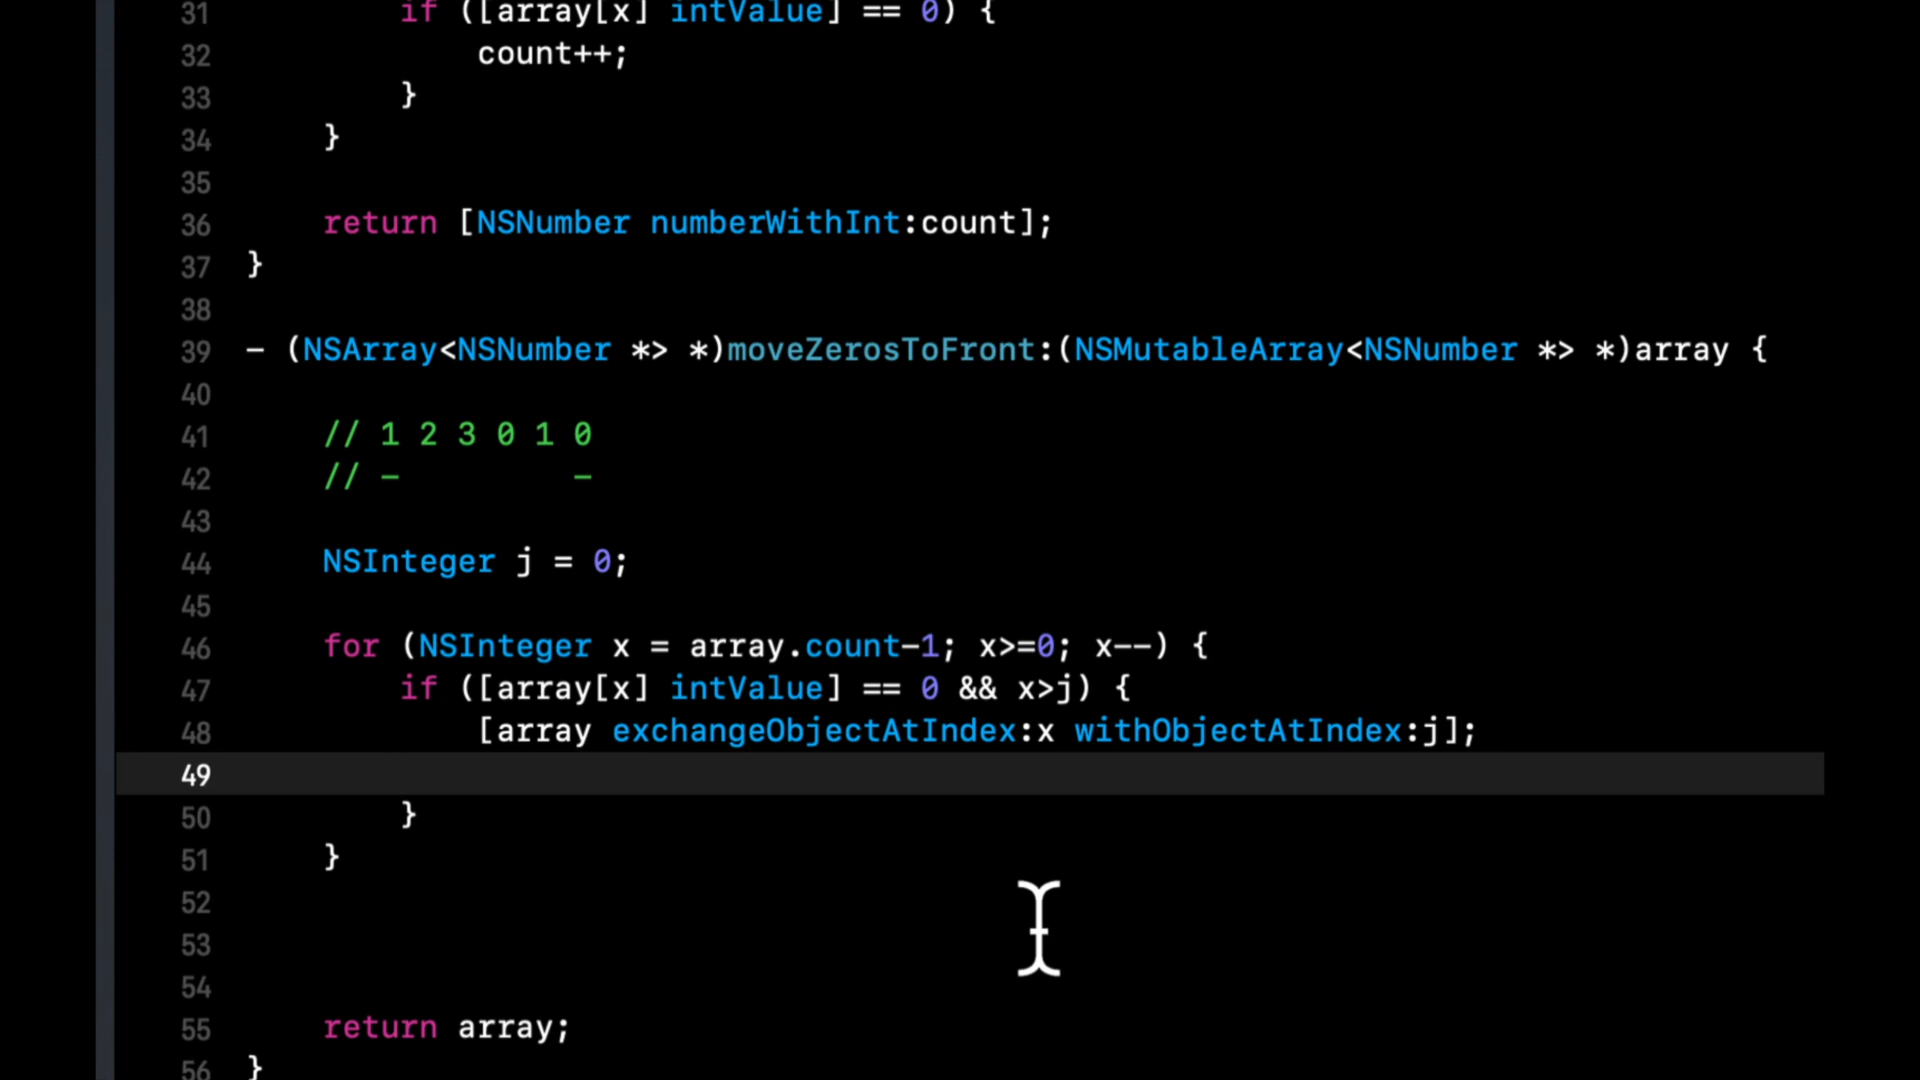 31 if ([array[x] intValue] == 0) {
32 count++;
33 }
34 }
35
36 return [NSNumber numberWithInt:count];
37 }
38
39 - (NSArray<NSNumber *> *)moveZerosToFront:(NSMutableArray<NSNumber *> *)array {
40
41 // 1 2 3 0 1 0
42 // - -
43
44 NSInteger j = 0;
45
46 for (NSInteger x = array.count-1; x>=0; x--) {
47 if ([array[x] intValue] == 0 && x>j) {
48 [array exchangeObjectAtIndex:x withObjectAtIndex:j];
49
50 }
51 }
52
53
54
55 return array;
56 }